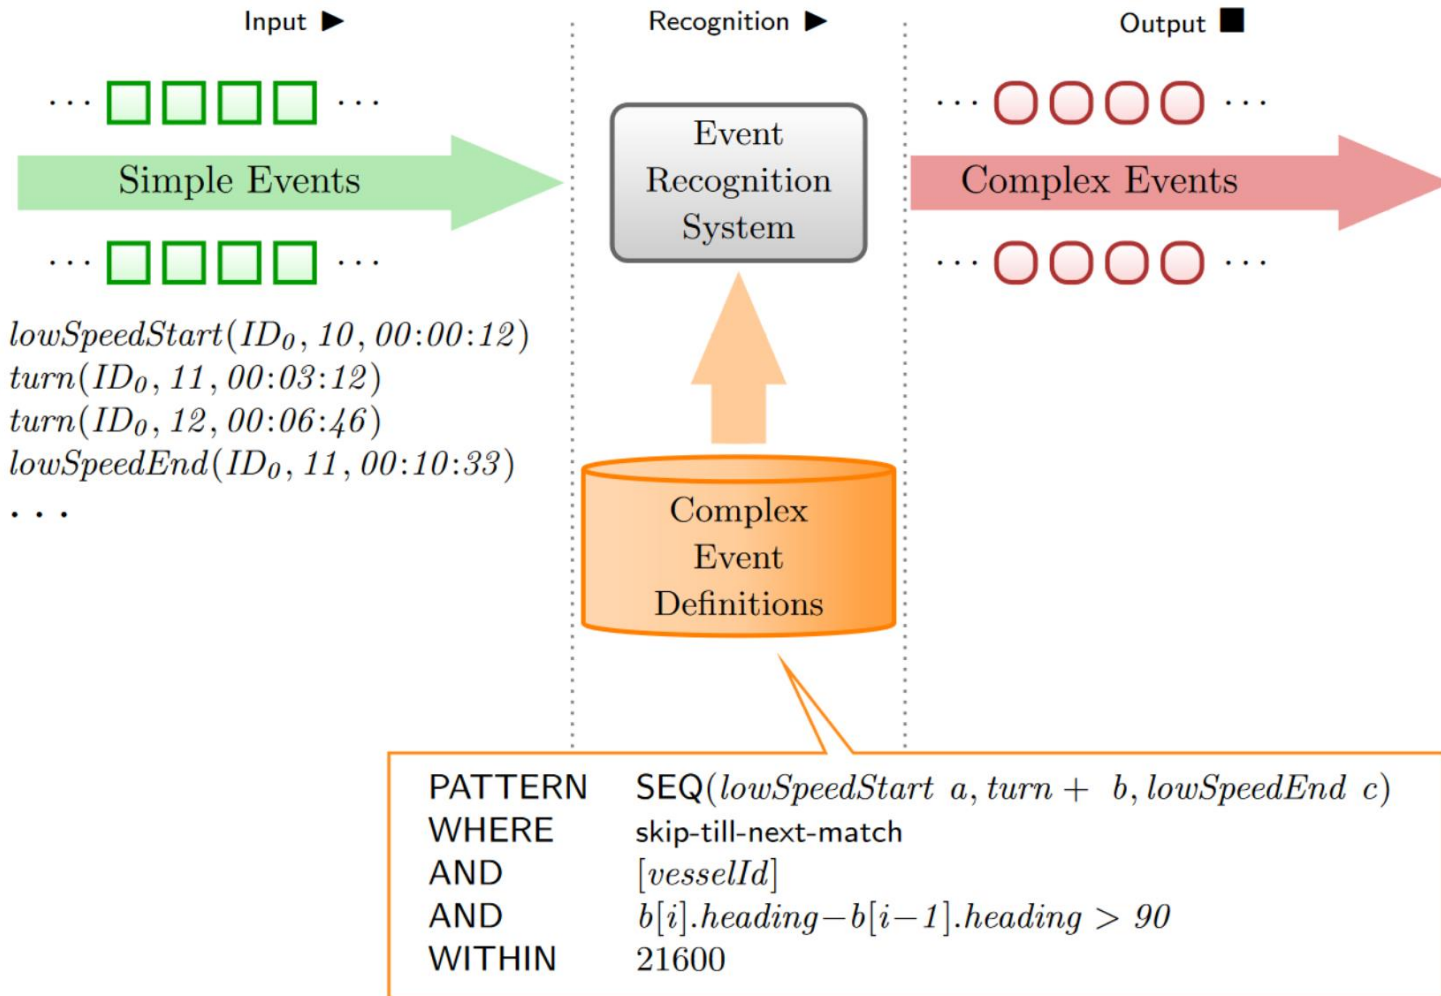 Input ▶
Recognition ▶
Output ■
... ...
Simple Events
... ...
lowSpeedStart(ID₀, 10, 00:00:12)
turn(ID₀, 11, 00:03:12)
turn(ID₀, 12, 00:06:46)
lowSpeedEnd(ID₀, 11, 00:10:33)
...
Event
Recognition
System
Complex
Event
Definitions
... ...
Complex Events
... ...
PATTERN SEQ(lowSpeedStart a, turn + b, lowSpeedEnd c)
WHERE skip-till-next-match
AND [vesselId]
AND b[i].heading−b[i−1].heading > 90
WITHIN 21600